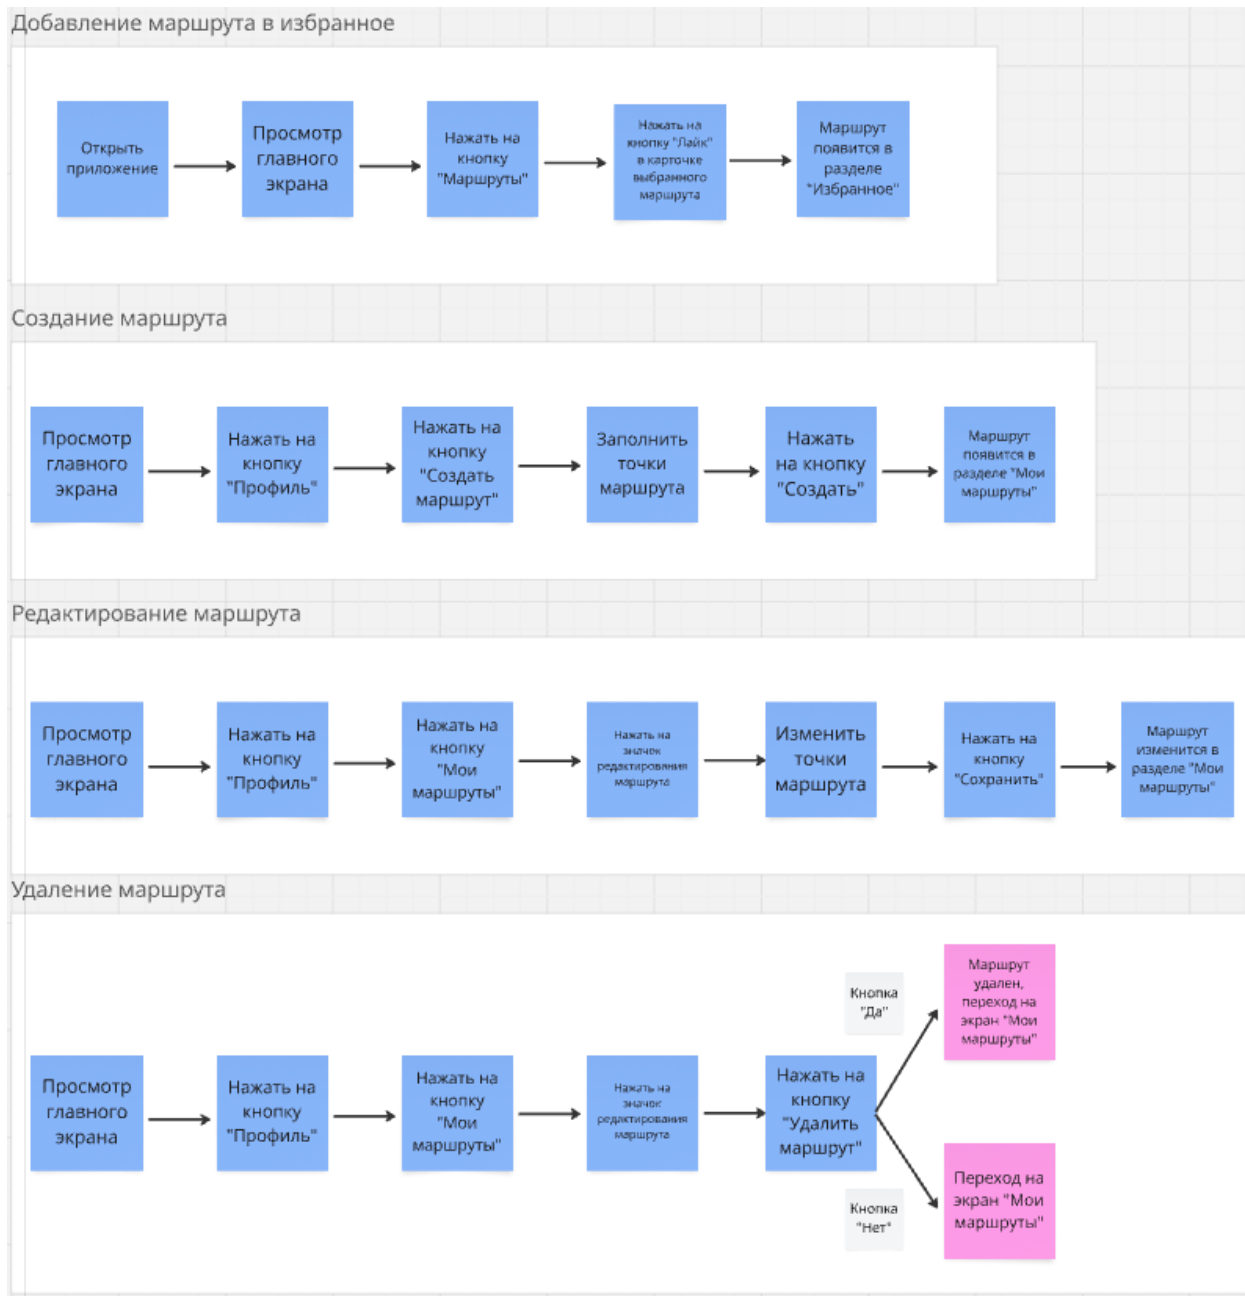 Добавление маршрута в избранное
Открыть
приложение
Просмотр
главного
экрана
Нажать на
кнопку
"Маршруты"
Нажать на
кнопку "Лайк"
в карточке
выбранного
маршрута
Маршрут
появится в
разделе
"Избранное"
Создание маршрута
Просмотр
главного
экрана
Нажать на
кнопку
"Профиль"
Нажать на
кнопку
"Создать
маршрут"
Заполнить
точки
маршрута
Нажать
на кнопку
"Создать"
Маршрут
появится в
разделе "Мои
маршруты"
Редактирование маршрута
Просмотр
главного
экрана
Нажать на
кнопку
"Профиль"
Нажать на
кнопку
"Мои
маршруты"
Нажать на
значок
редактирования
маршрута
Изменить
точки
маршрута
Нажать на
кнопку
"Сохранить"
Маршрут
изменится в
разделе "Мои
маршруты"
Удаление маршрута
Просмотр
главного
экрана
Нажать на
кнопку
"Профиль"
Нажать на
кнопку
"Мои
маршруты"
Нажать на
значок
редактирования
маршрута
Нажать на
кнопку
"Удалить
маршрут"
Кнопка
"Да"
Маршрут
удален,
переход на
экран "Мои
маршруты"
Кнопка
"Нет"
Переход на
экран "Мои
маршруты"